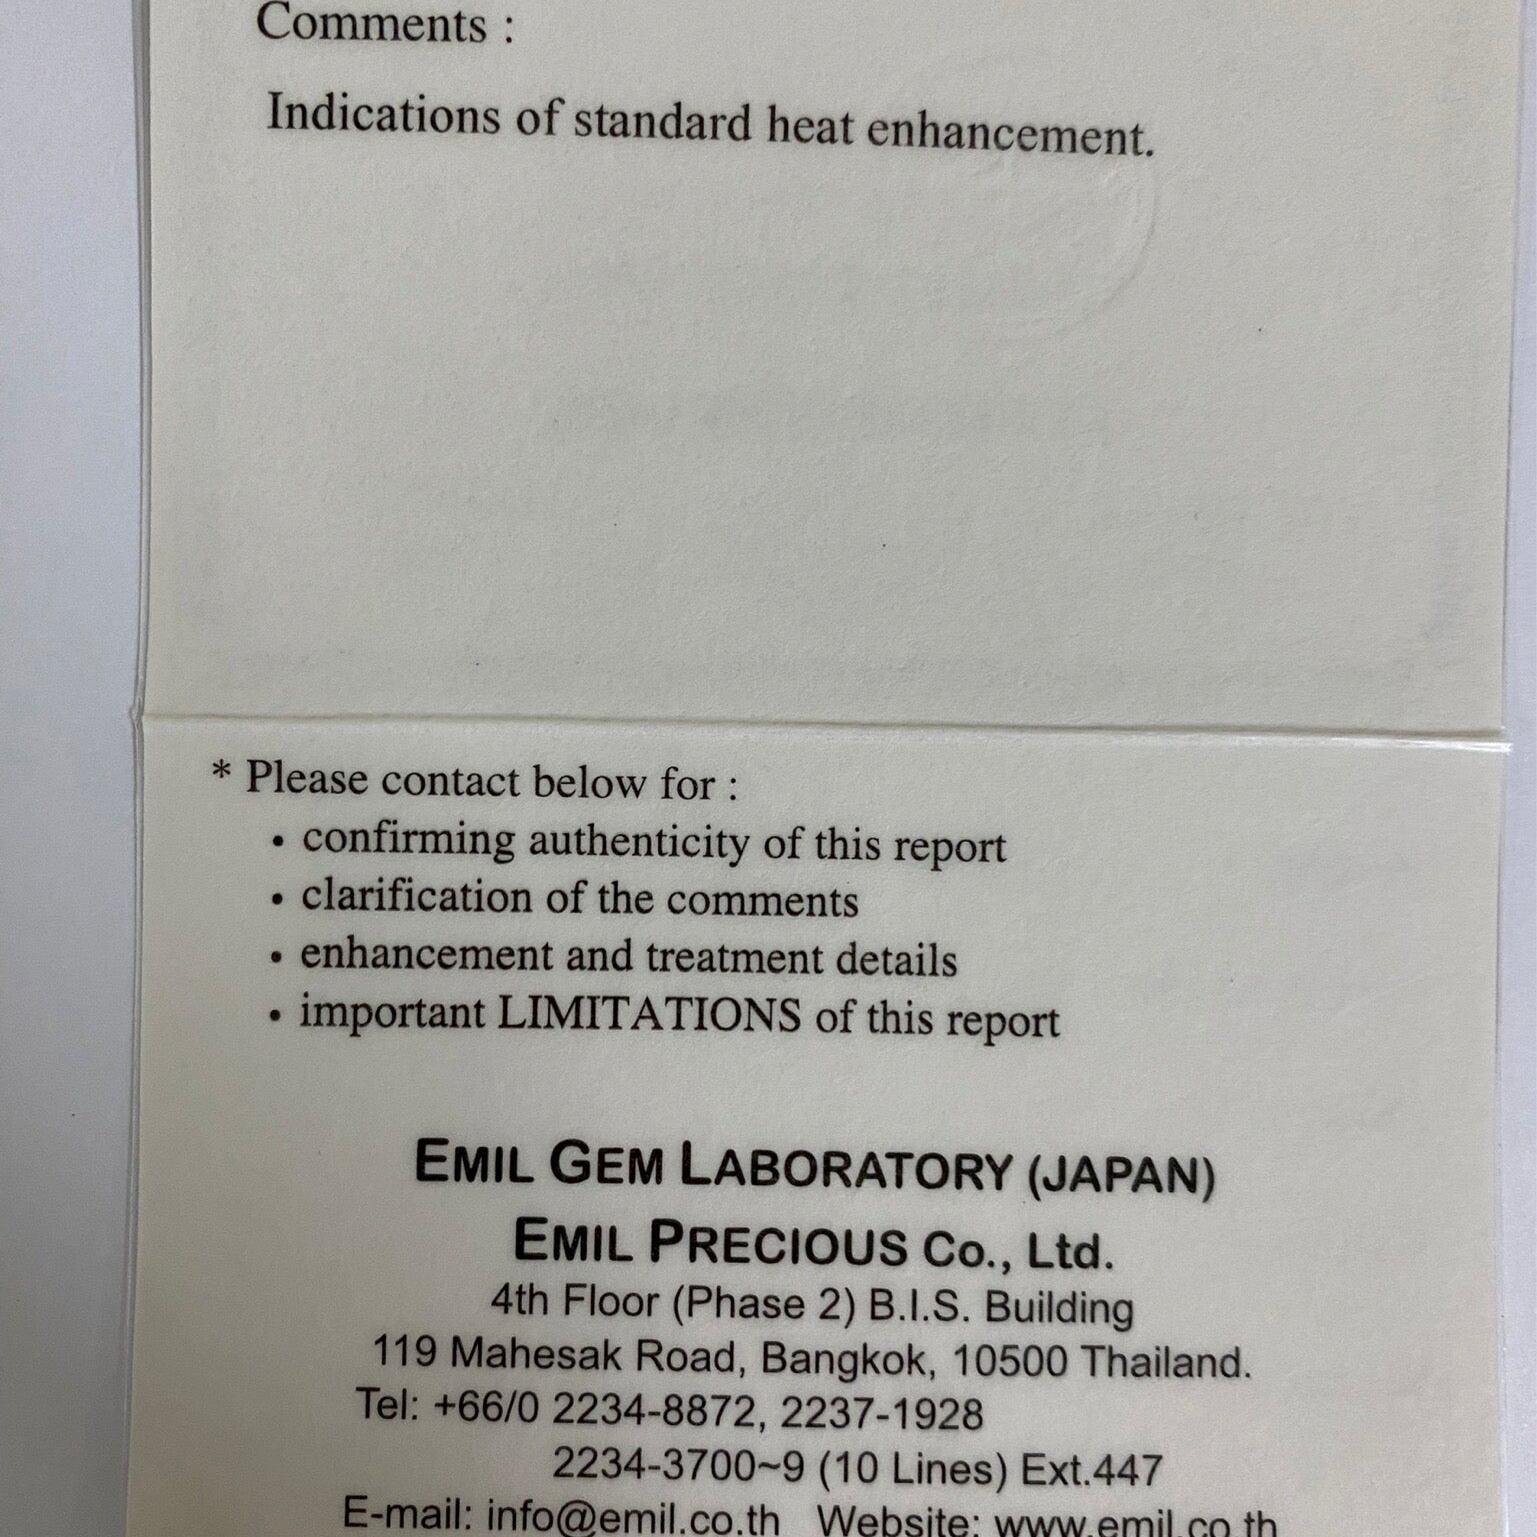 Comments :
Indications of standard heat enhancement.
* Please contact below for :
• confirming authenticity of this report
• clarification of the comments
• enhancement and treatment details
• important LIMITATIONS of this report
EMIL GEM LABORATORY (JAPAN)
EMIL PRECIOUS Co., Ltd.
4th Floor (Phase 2) B.I.S. Building
119 Mahesak Road, Bangkok, 10500 Thailand.
Tel: +66/0 2234-8872, 2237-1928
2234-3700~9 (10 Lines) Ext.447
E-mail: info@emil.co.th Website: www.emil.co.th